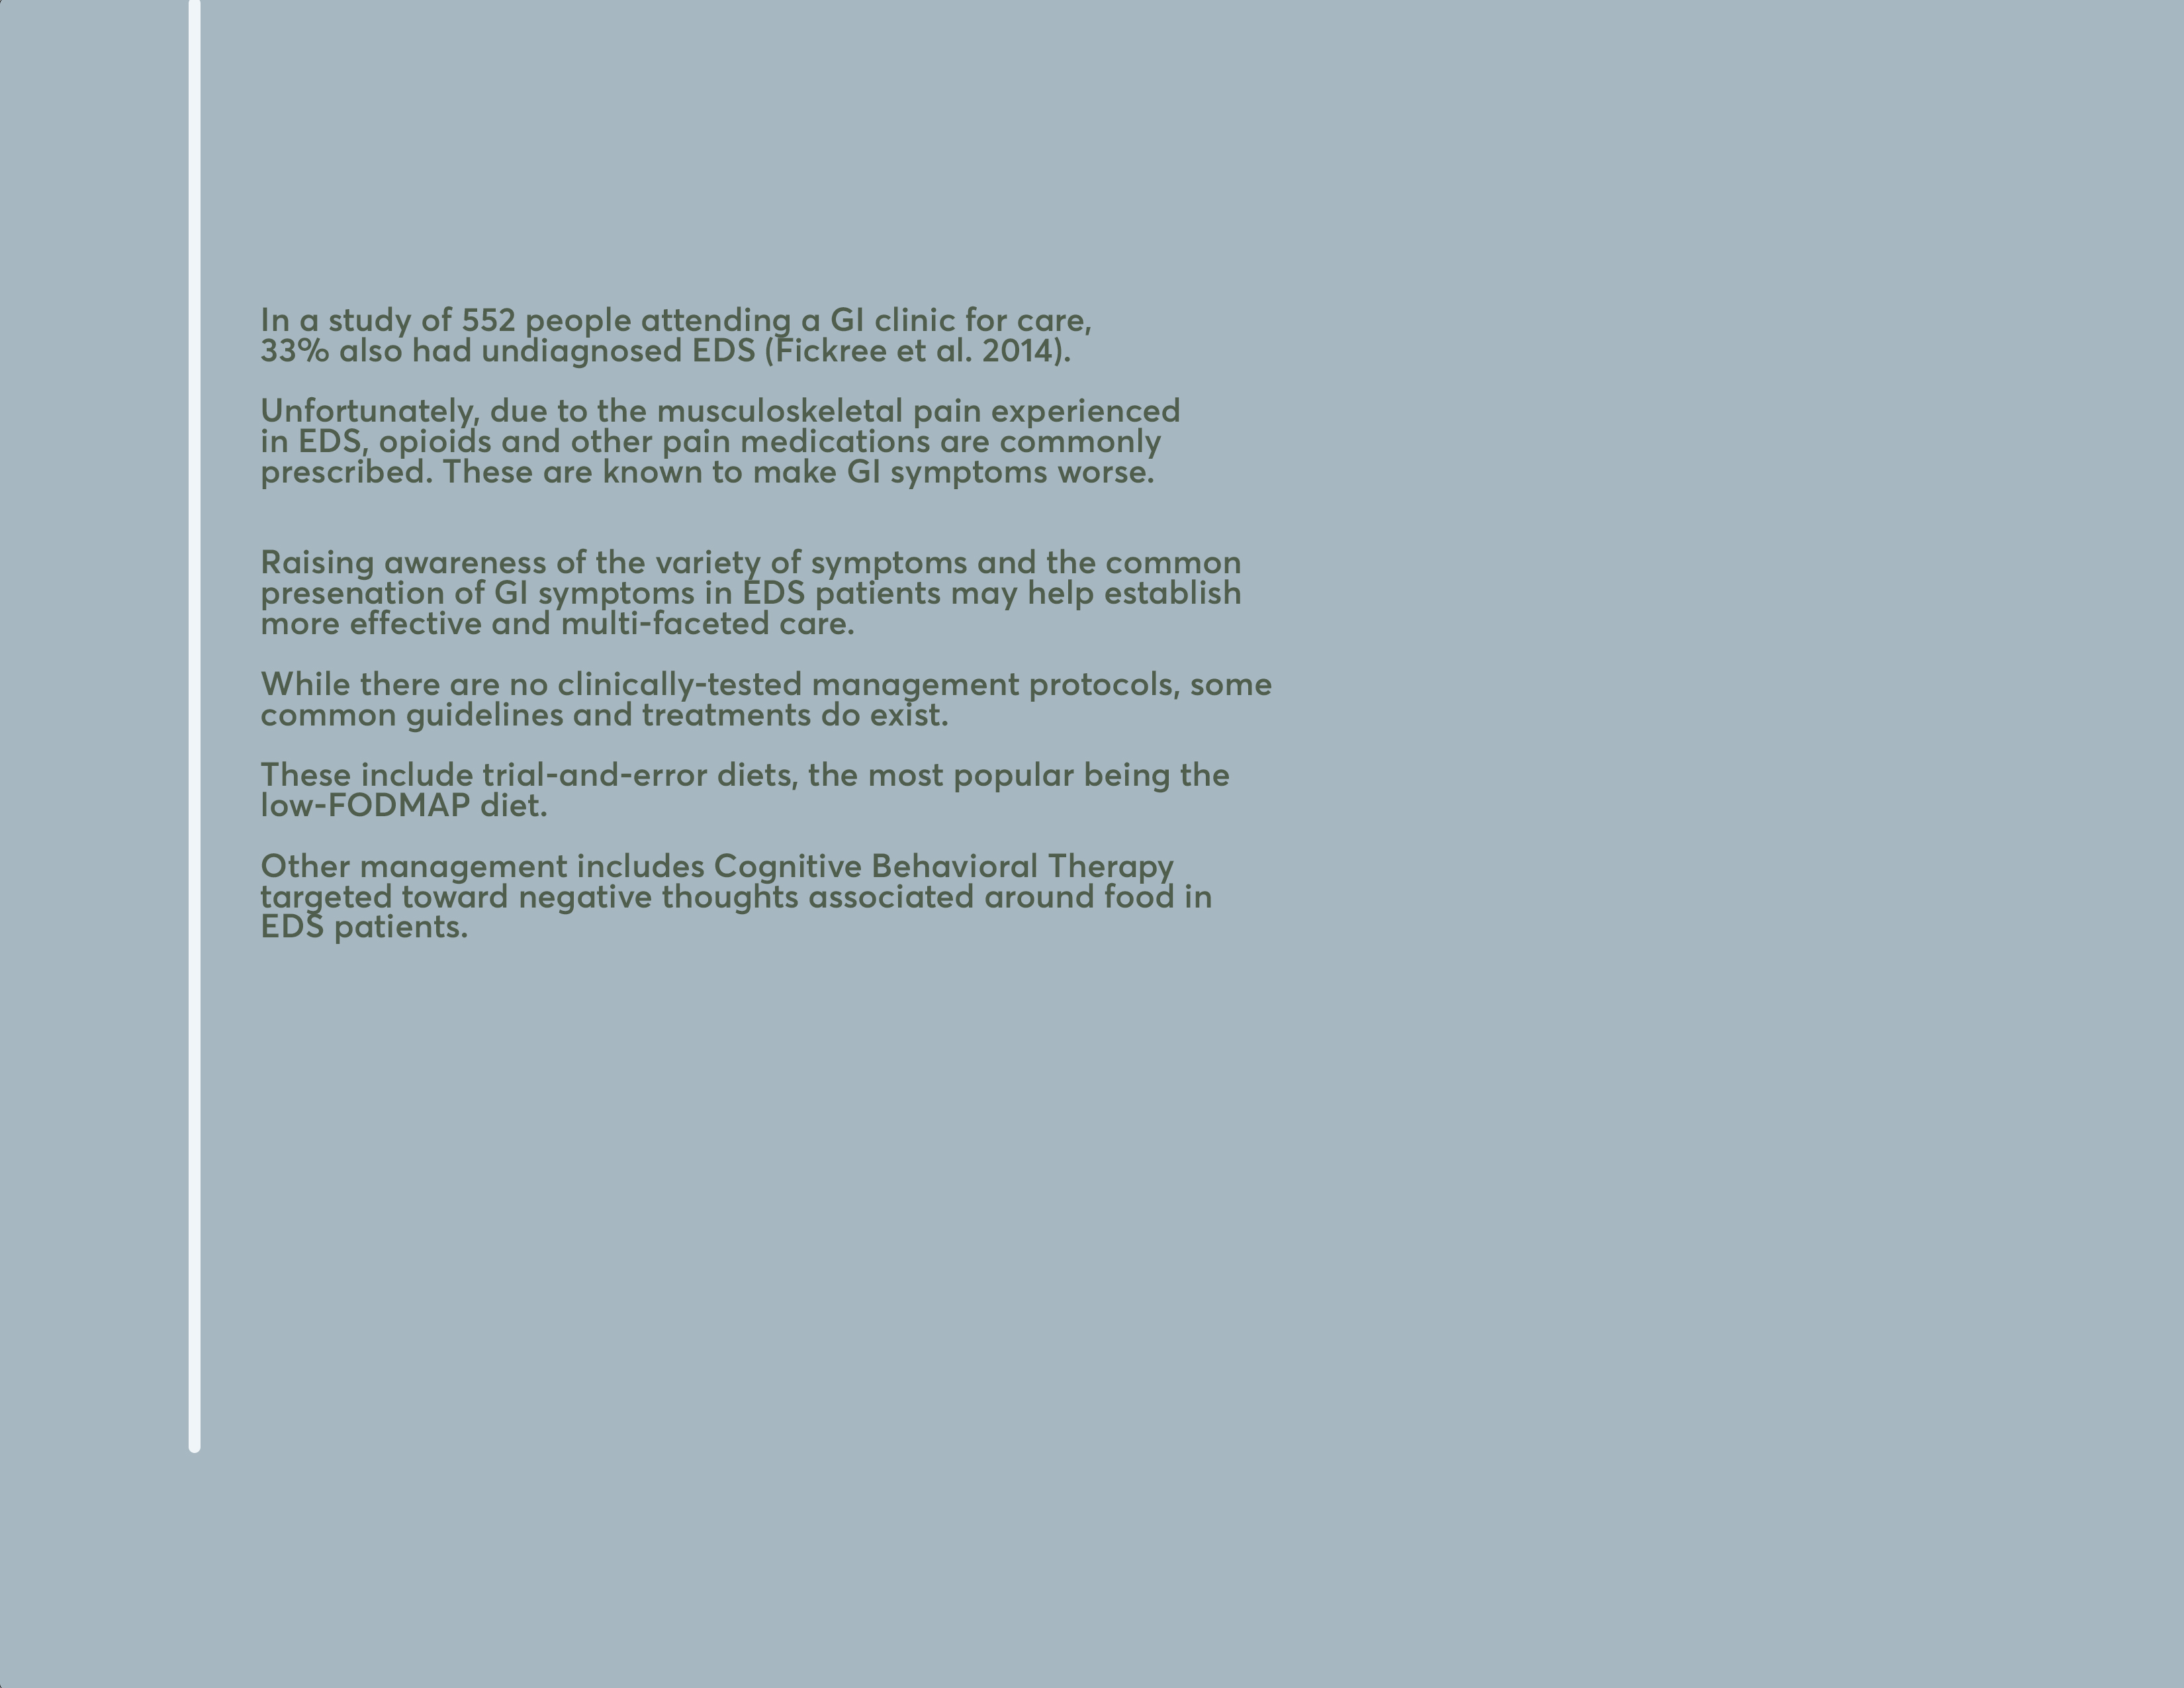 In a study of 552 people attending a GI clinic for care,
33% also had undiagnosed EDS (Fickree et al. 2014).
Unfortunately, due to the musculoskeletal pain experienced
in EDS, opioids and other pain medications are commonly
prescribed. These are known to make GI symptoms worse.
Raising awareness of the variety of symptoms and the common
presenation of GI symptoms in EDS patients may help establish
more effective and multi-faceted care.
While there are no clinically-tested management protocols, some
common guidelines and treatments do exist.
These include trial-and-error diets, the most popular being the
low-FODMAP diet.
Other management includes Cognitive Behavioral Therapy
targeted toward negative thoughts associated around food in
EDS patients.